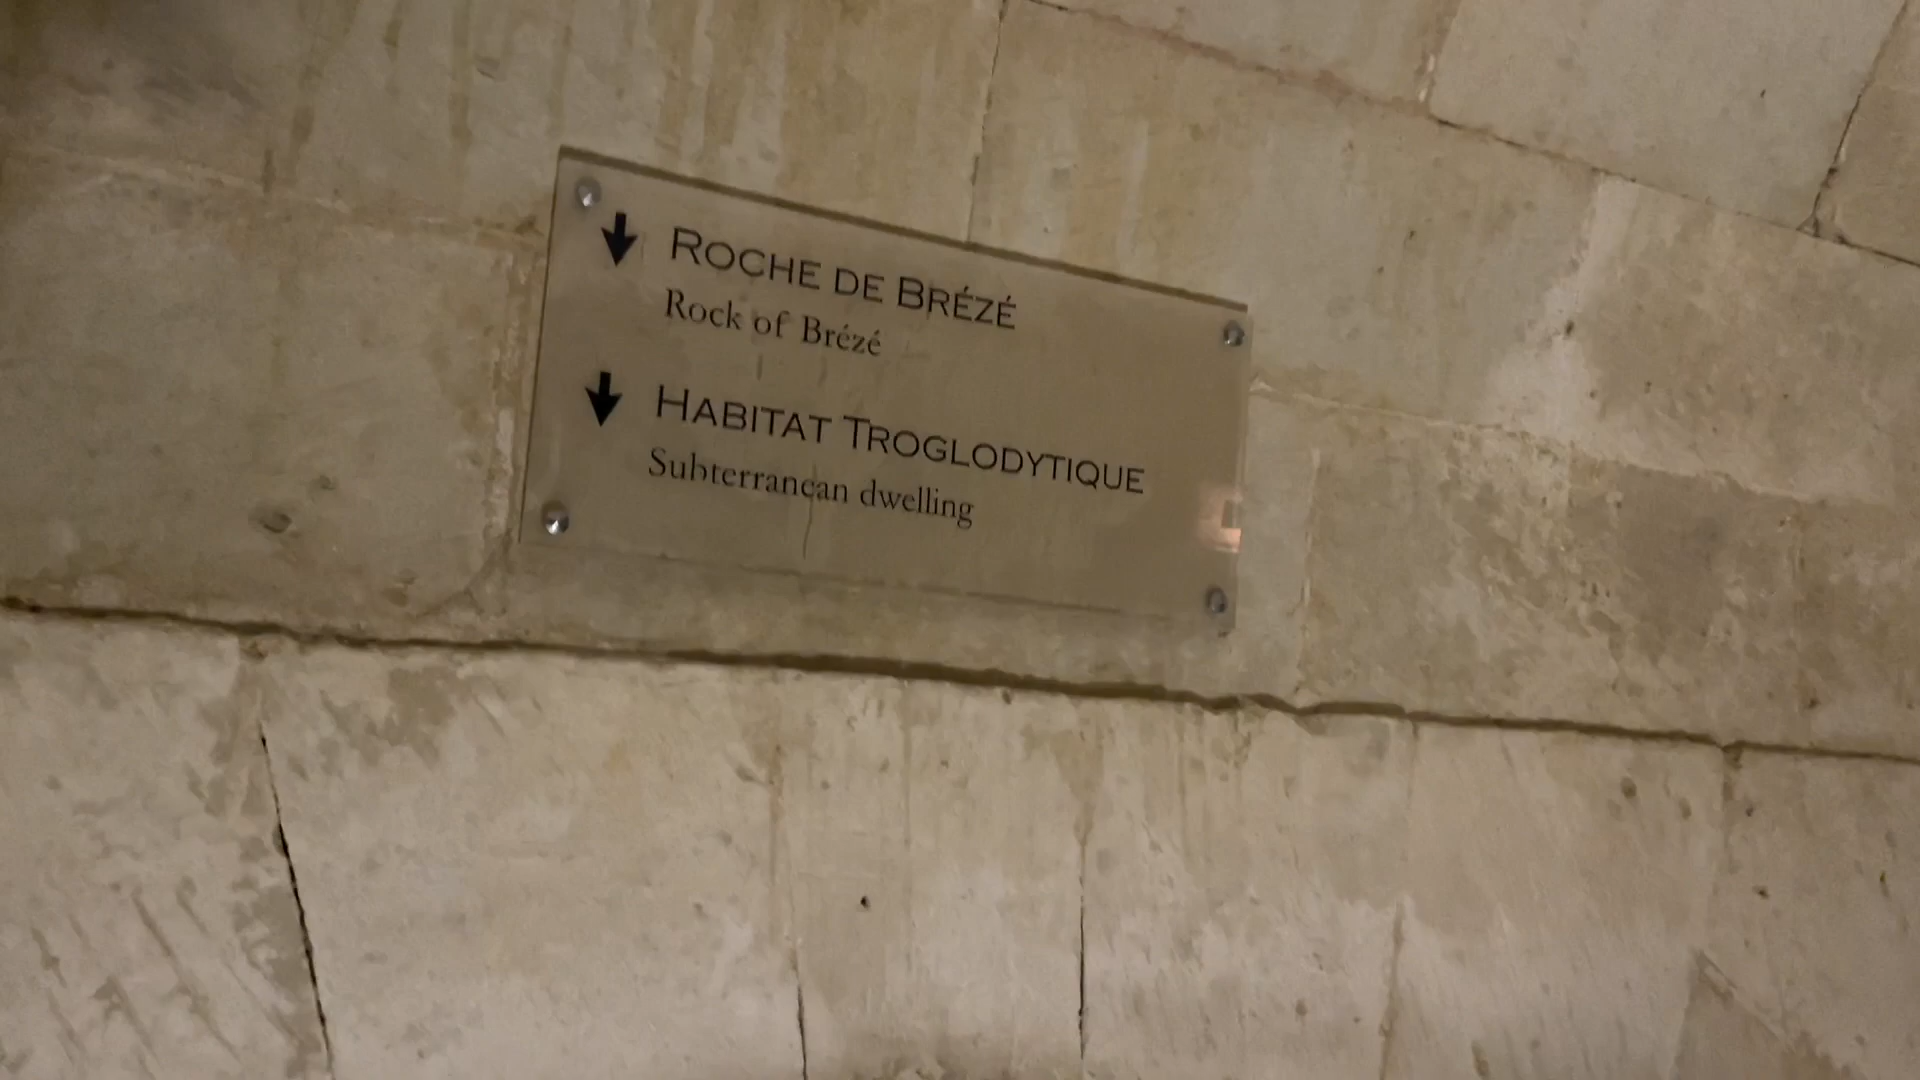 ROCHE DE BRÉZÉ
Rock of Brézé
HABITAT TROGLODYTIQUE
Subterranean dwelling